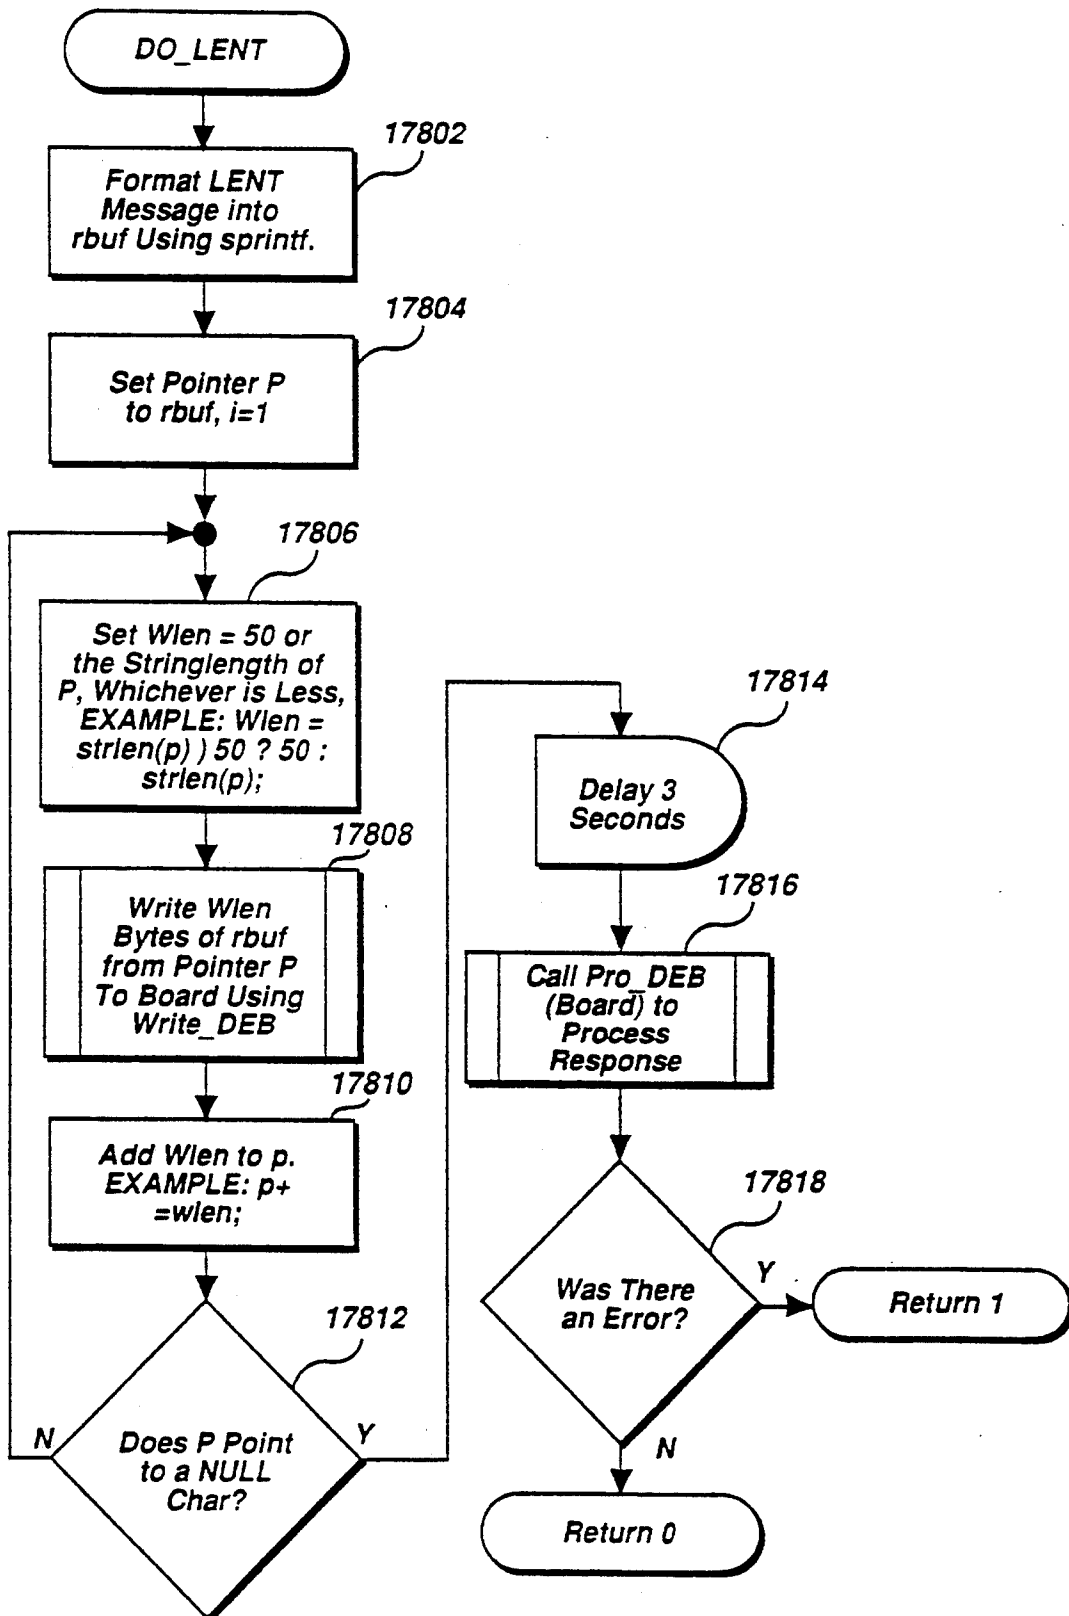 DO_LENT
17802
Format LENT
Message into
rbuf Using sprintf.
17804
Set Pointer P
to rbuf, i=1
17806
Set Wlen = 50 or
the Stringlength of
P, Whichever is Less,
EXAMPLE: Wlen =
strlen(p) ) 50 ? 50 :
strlen(p);
17808
Write Wlen
Bytes of rbuf
from Pointer P
To Board Using
Write_DEB
17810
Add Wlen to p.
EXAMPLE: p+
=wlen;
17812
Does P Point
to a NULL
Char?
N
Y
17814
Delay 3
Seconds
17816
Call Pro_DEB
(Board) to
Process
Response
17818
Was There
an Error?
Y
Return 1
N
Return 0